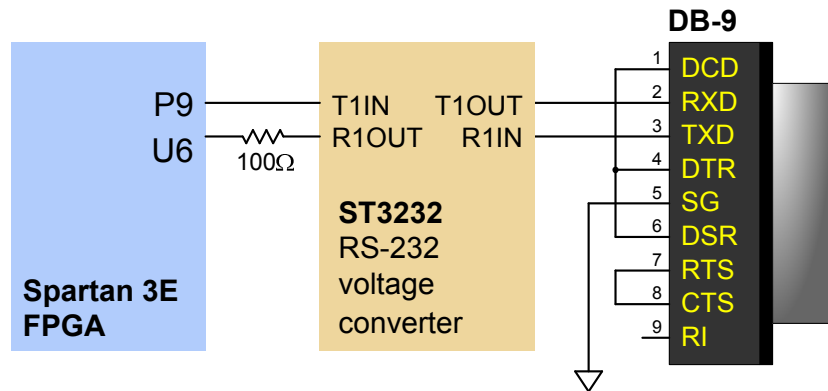 DB-9
P9
U6
100Ω
Spartan 3E
FPGA
T1IN T1OUT
R1OUT R1IN
ST3232
RS-232
voltage
converter
1 DCD
2 RXD
3 TXD
4 DTR
5 SG
6 DSR
7 RTS
8 CTS
9 RI